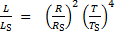 L/L_S = (R/R_S)^2 (T/T_S)^4